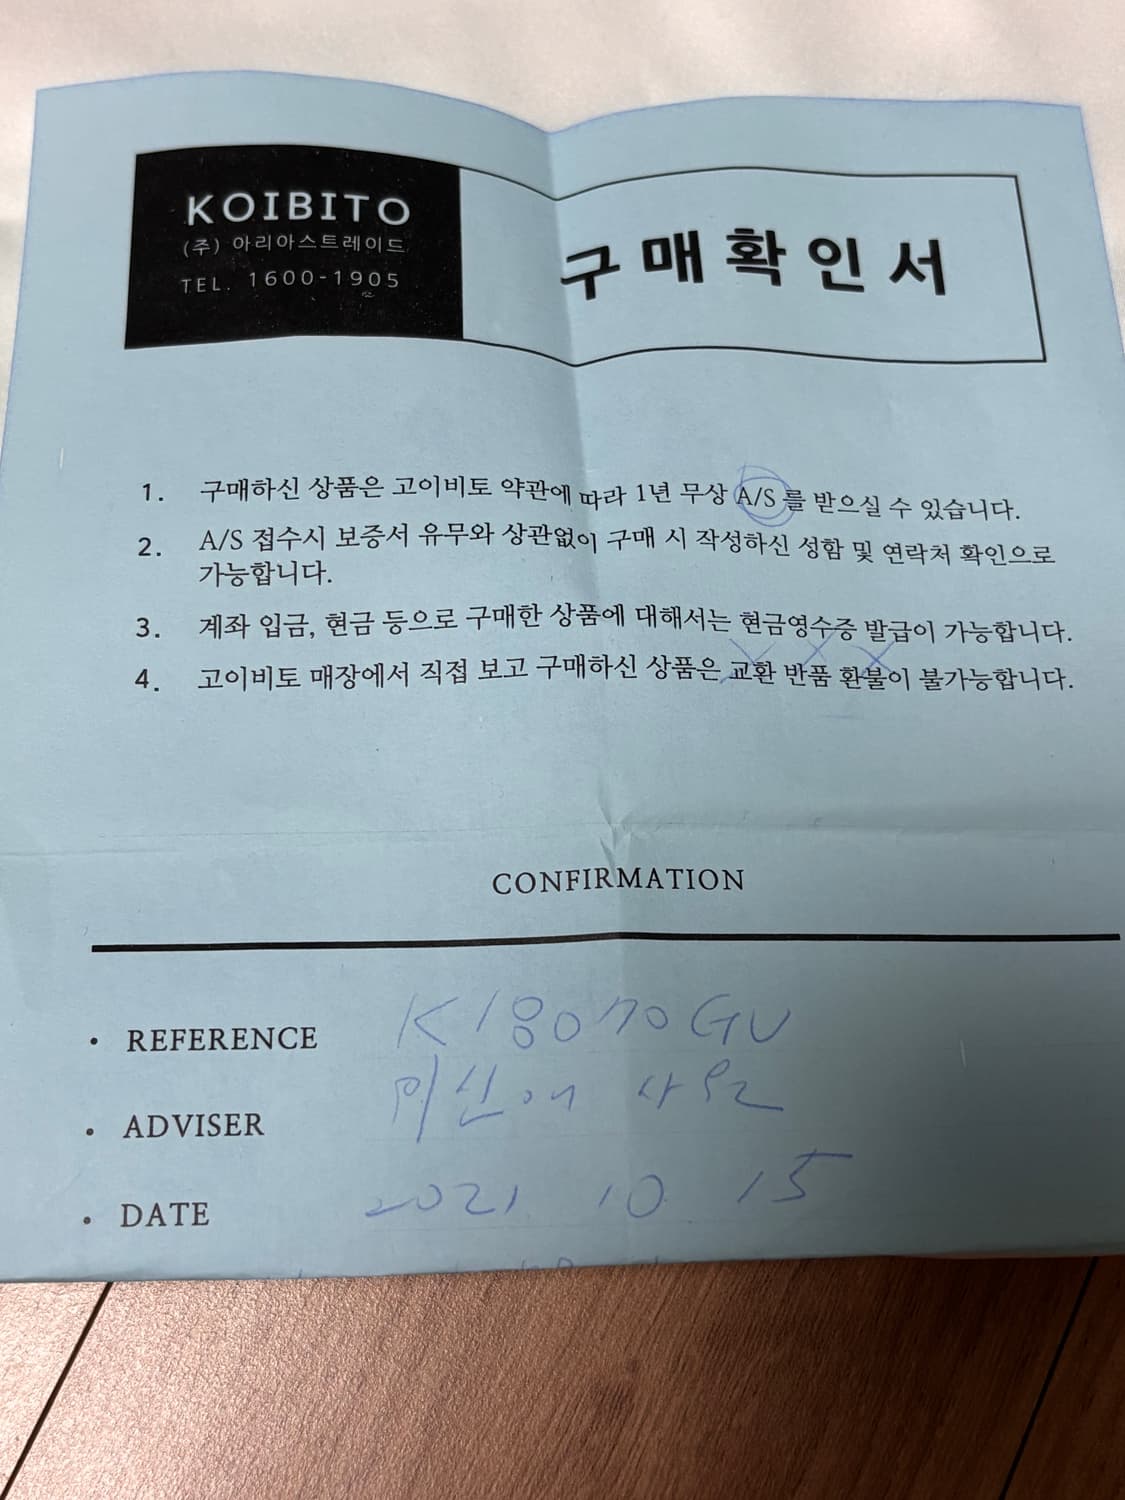 KOIBITO
(주) 아리아스트레이드
TEL. 1600-1905
구매확인서
1. 구매하신 상품은 고이비토 약관에 따라 1년 무상 A/S 를 받으실 수 있습니다.
2. A/S 접수시 보증서 유무와 상관없이 구매 시 작성하신 성함 및 연락처 확인으로
가능합니다.
3. 계좌 입금, 현금 등으로 구매한 상품에 대해서는 현금영수증 발급이 가능합니다.
4. 고이비토 매장에서 직접 보고 구매하신 상품은 교환 반품 환불이 불가능합니다.
CONFIRMATION
• REFERENCE K18070GU
• ADVISER
• DATE 2021 10 15